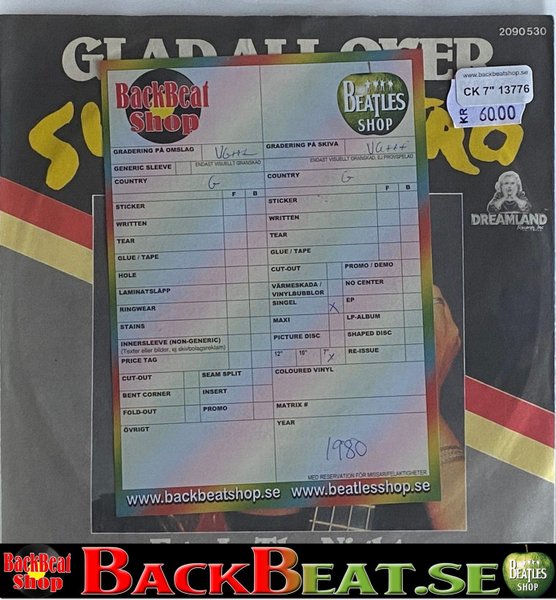 2090530
GLAD ALL OVER
www.backbeatshop.se
CK 7" 13776
KR 60.00
DREAMLAND
BackBeat
Shop
BEATLES
SHOP
GRADERING PÅ OMSLAG VG++
ENDAST VISUELLT GRANSKAD
GENERIC SLEEVE
COUNTRY G
F B
STICKER
WRITTEN
TEAR
GLUE / TAPE
HOLE
LAMINATSLÄPP
RINGWEAR
STAINS
INNERSLEEVE (NON-GENERIC)
(Texter eller bilder, ej skivbolagsreklam)
PRICE TAG
CUT-OUT SEAM SPLIT
BENT CORNER INSERT
FOLD-OUT PROMO
ÖVRIGT
GRADERING PÅ SKIVA VG+++
ENDAST VISUELLT GRANSKAD, EJ PROVSPELAD
COUNTRY G
F B
STICKER
WRITTEN
TEAR
GLUE / TAPE
CUT-OUT PROMO / DEMO
VÄRMESKADA / NO CENTER
VINYLBUBBLOR
SINGEL X EP
MAXI LP-ALBUM
PICTURE DISC SHAPED DISC
12" 10" 7" X RE-ISSUE
COLOURED VINYL
MATRIX #
YEAR
1980
MED RESERVATION FÖR MISSAR/FELAKTIGHETER
www.backbeatshop.se www.beatlesshop.se
In The Night
BackBeat
Shop
BACKBEAT.SE
BEATLES
SHOP